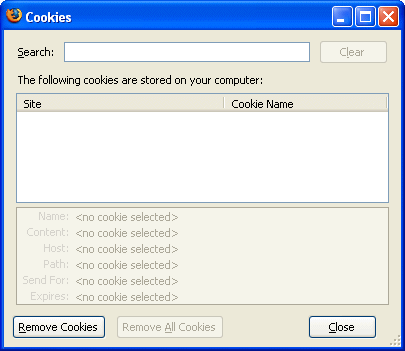 Cookies
Search: Clear
The following cookies are stored on your computer:
Site Cookie Name
Name: <no cookie selected>
Content: <no cookie selected>
Host: <no cookie selected>
Path: <no cookie selected>
Send For: <no cookie selected>
Expires: <no cookie selected>
Remove Cookies Remove All Cookies Close